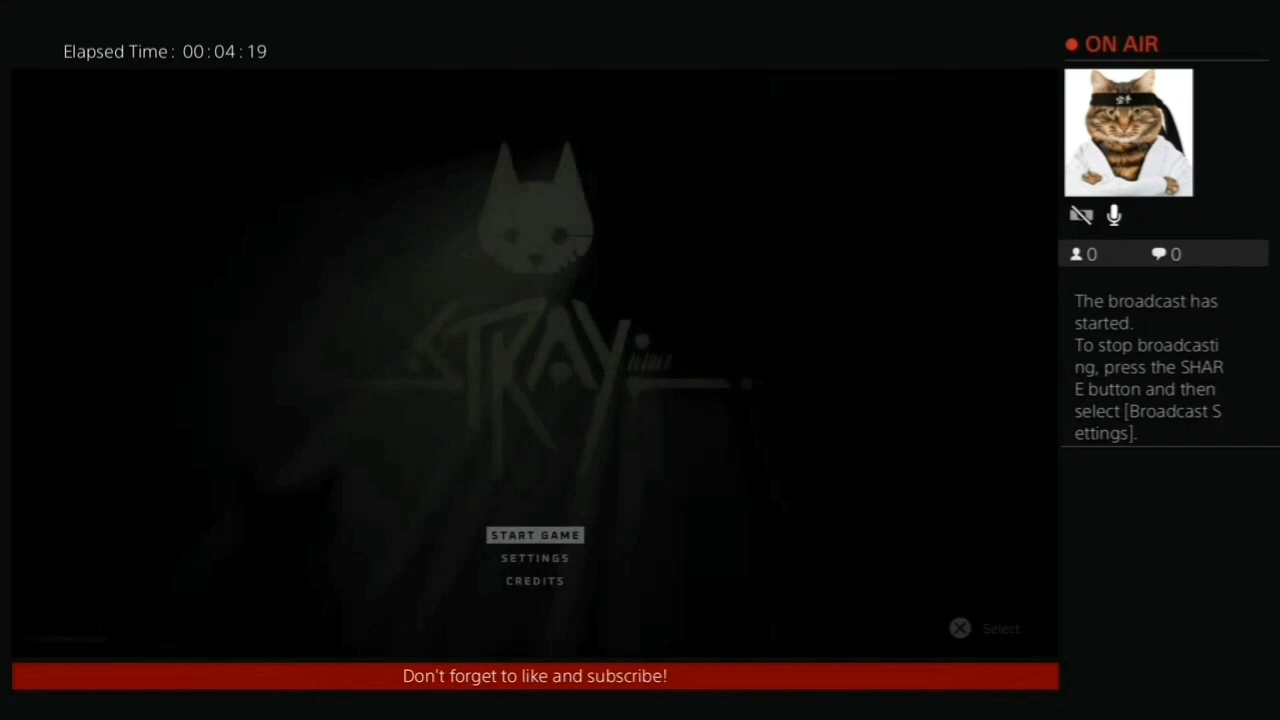 Elapsed Time: 00:04:19
ON AIR
0 0
The broadcast has
started.
To stop broadcasti
ng, press the SHAR
E button and then
select [Broadcast S
ettings].
STRAY
START GAME
SETTINGS
CREDITS
Select
Don't forget to like and subscribe!